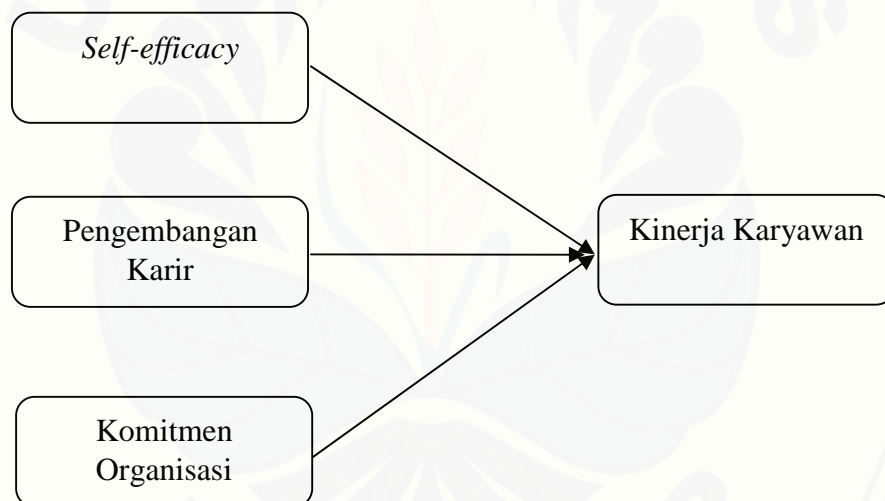 Self-efficacy
Pengembangan
Karir
Kinerja Karyawan
Komitmen
Organisasi